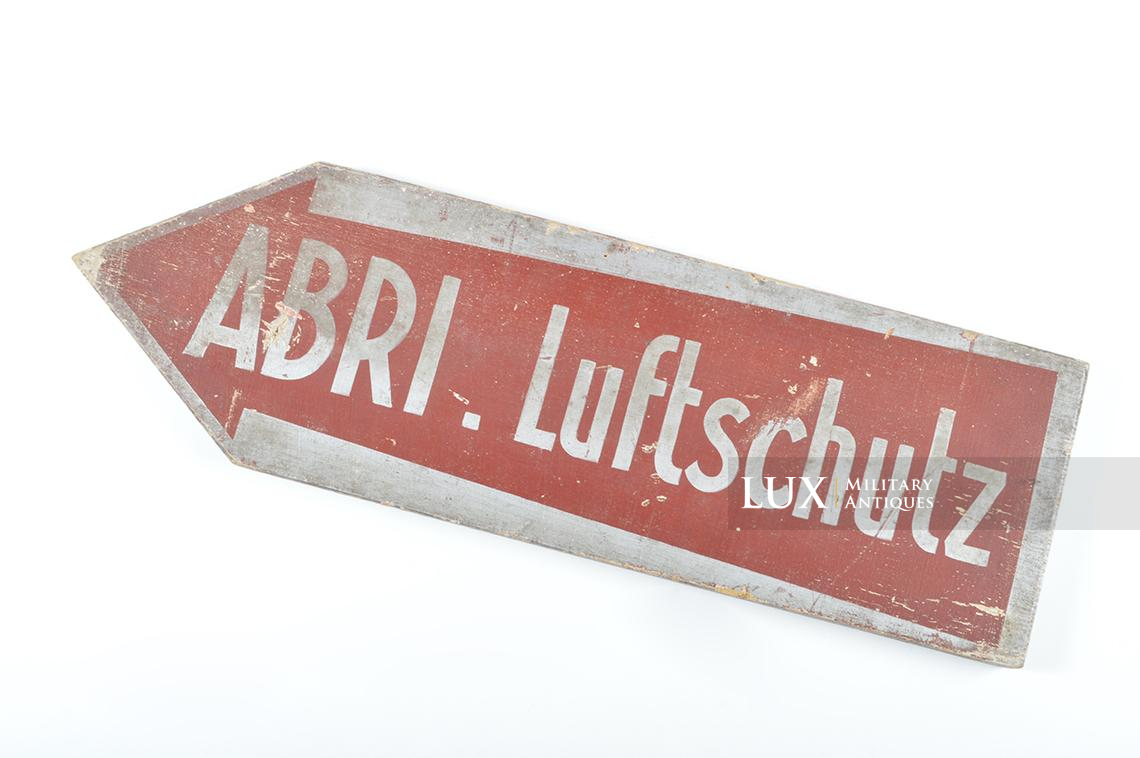 ABRI. Luftschutz
LUX MILITARY
ANTIQUES